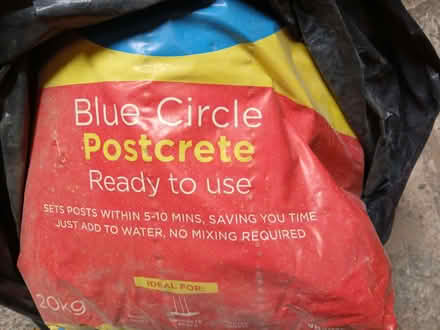 Blue Circle
Postcrete
Ready to use
SETS POSTS WITHIN 5-10 MINS, SAVING YOU TIME
JUST ADD TO WATER, NO MIXING REQUIRED
IDEAL FOR:
20kg